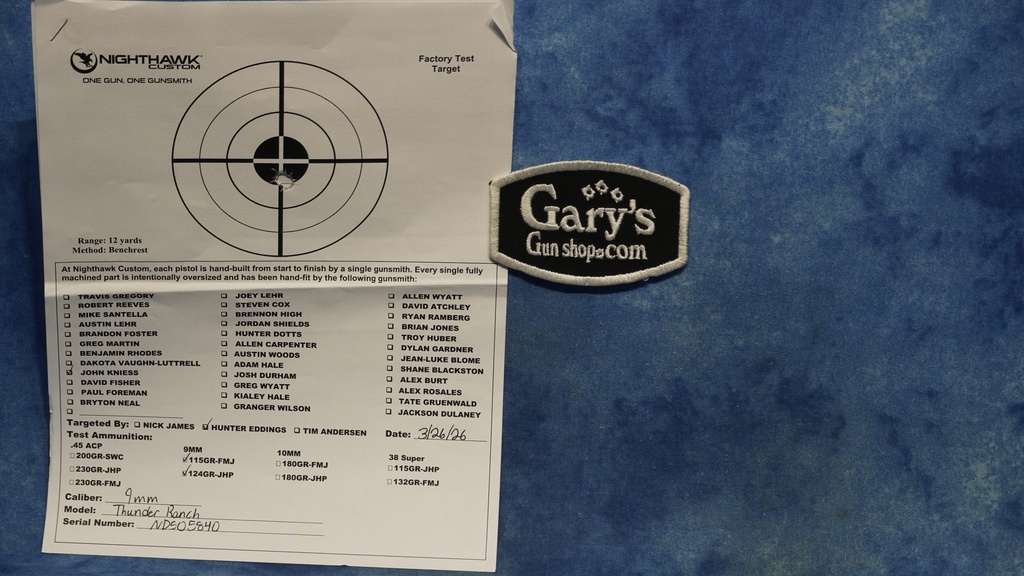 NIGHTHAWK
CUSTOM
ONE GUN, ONE GUNSMITH
Factory Test
Target
Range: 12 yards
Method: Benchrest
At Nighthawk Custom, each pistol is hand-built from start to finish by a single gunsmith. Every single fully
machined part is intentionally oversized and has been hand-fit by the following gunsmith:
TRAVIS GREGORY
ROBERT REEVES
MIKE SANTELLA
AUSTIN LEHR
BRANDON FOSTER
GREG MARTIN
BENJAMIN RHODES
DAKOTA VAUGHN-LUTTRELL
JOHN KNIESS
DAVID FISHER
PAUL FOREMAN
BRYTON NEAL
JOEY LEHR
STEVEN COX
BRENNON HIGH
JORDAN SHIELDS
HUNTER DOTTS
ALLEN CARPENTER
AUSTIN WOODS
ADAM HALE
JOSH DURHAM
GREG WYATT
KIALEY HALE
GRANGER WILSON
ALLEN WYATT
DAVID ATCHLEY
RYAN RAMBERG
BRIAN JONES
TROY HUBER
DYLAN GARDNER
JEAN-LUKE BLOME
SHANE BLACKSTON
ALEX BURT
ALEX ROSALES
TATE GRUENWALD
JACKSON DULANEY
Targeted By: NICK JAMES HUNTER EDDINGS TIM ANDERSEN Date: 3/26/26
Test Ammunition:
.45 ACP
200GR-SWC
230GR-JHP
230GR-FMJ
9MM
115GR-FMJ
124GR-JHP
10MM
180GR-FMJ
180GR-JHP
38 Super
115GR-JHP
132GR-FMJ
Caliber: 9mm
Model: Thunder Ranch
Serial Number: NDS05840
Gary's
Gun shop.com